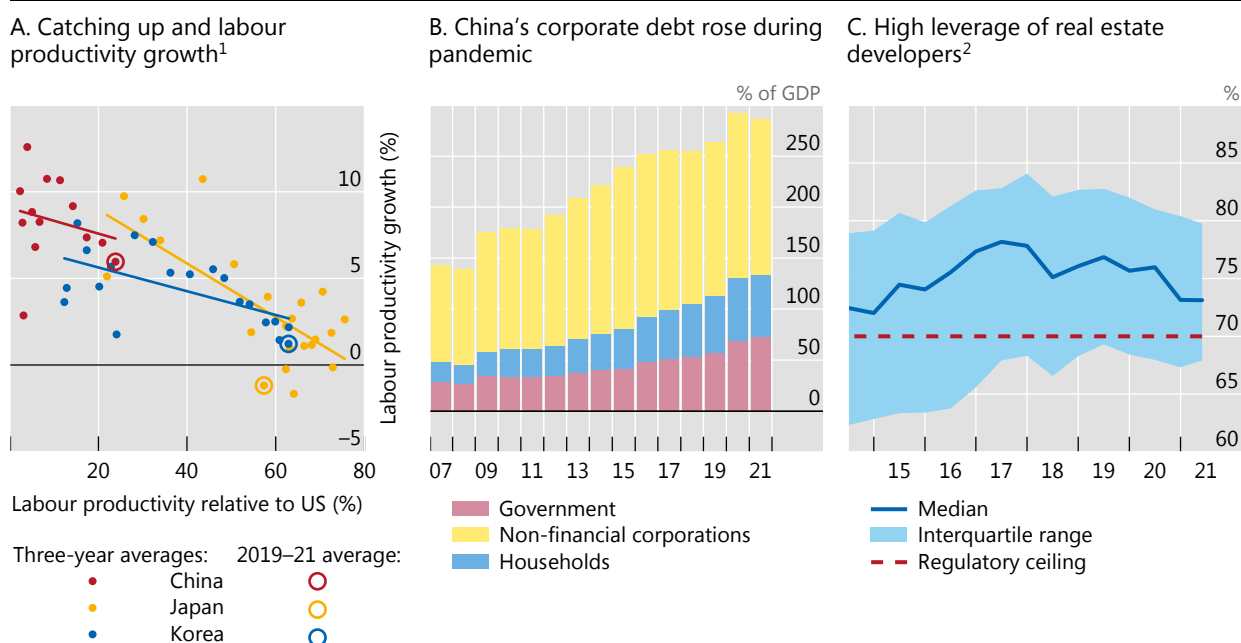 A. Catching up and labour
productivity growth1
B. China’s corporate debt rose during
pandemic
C. High leverage of real estate
developers2
% of GDP
%
Labour productivity growth (%)
10
5
0
–5
20 40 60 80
Labour productivity relative to US (%)
Three-year averages: 2019–21 average:
China
Japan
Korea
250
200
150
100
50
0
07 09 11 13 15 17 19 21
Government
Non-financial corporations
Households
85
80
75
70
65
60
15 16 17 18 19 20 21
Median
Interquartile range
Regulatory ceiling